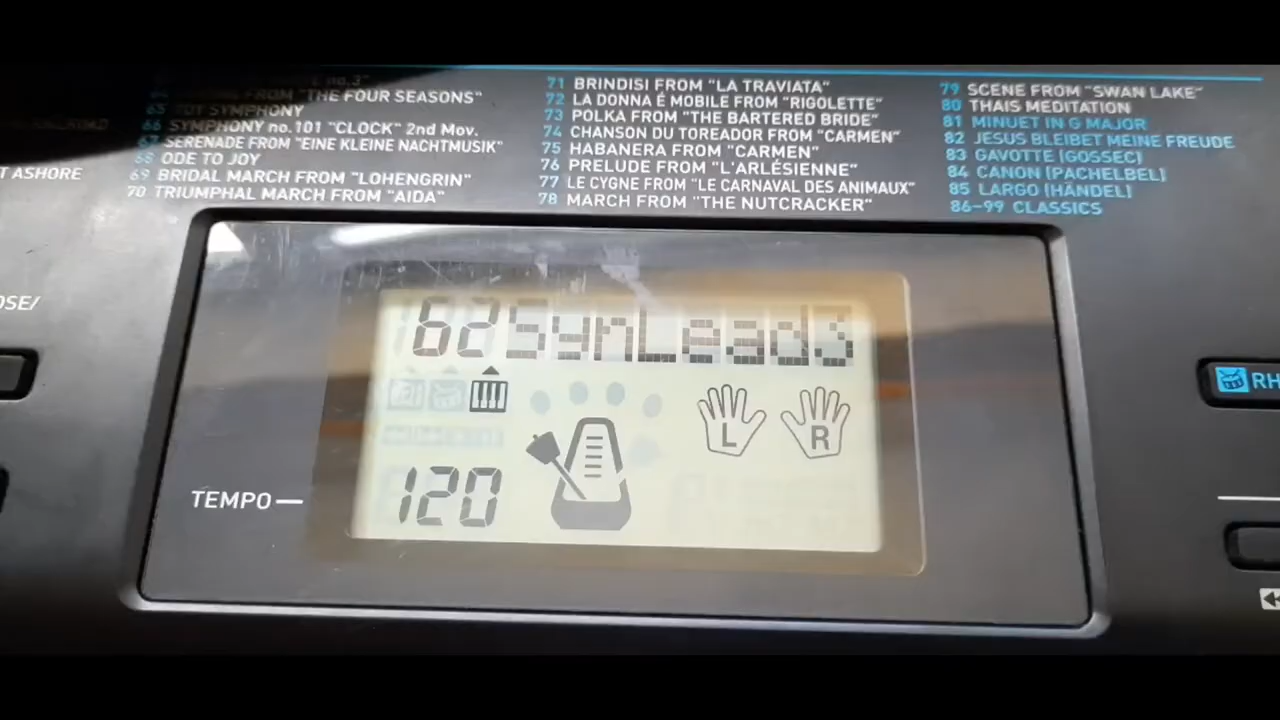 no.3"
FROM "THE FOUR SEASONS"
65 TOY SYMPHONY
66 SYMPHONY no.101 "CLOCK" 2nd Mov.
67 SERENADE FROM "EINE KLEINE NACHTMUSIK"
68 ODE TO JOY
69 BRIDAL MARCH FROM "LOHENGRIN"
70 TRIUMPHAL MARCH FROM "AIDA"
71 BRINDISI FROM "LA TRAVIATA"
72 LA DONNA É MOBILE FROM "RIGOLETTE"
73 POLKA FROM "THE BARTERED BRIDE"
74 CHANSON DU TOREADOR FROM "CARMEN"
75 HABANERA FROM "CARMEN"
76 PRELUDE FROM "L'ARLÉSIENNE"
77 LE CYGNE FROM "LE CARNAVAL DES ANIMAUX"
78 MARCH FROM "THE NUTCRACKER"
79 SCENE FROM "SWAN LAKE"
80 THAIS MEDITATION
81 MINUET IN G MAJOR
82 JESUS BLEIBET MEINE FREUDE
83 GAVOTTE (GOSSEC)
84 CANON (PACHELBEL)
85 LARGO (HÄNDEL)
86-99 CLASSICS
T ASHORE
OSE/
62 SynLead3
L R
TEMPO 120
RH